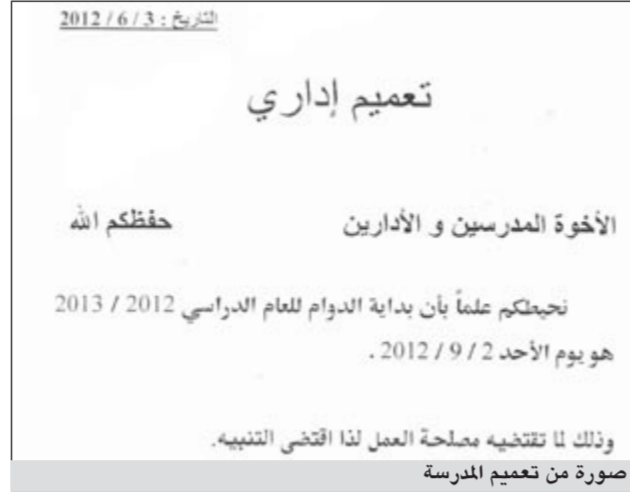 التاريخ : 3 / 6 / 2012
تعميم إداري
الأخوة المدرسين و الأدارين حفظكم الله
نحيطكم علماً بأن بداية الدوام للعام الدراسي 2012 / 2013
هو يوم الأحد 2 / 9 / 2012 .
وذلك لما تقتضيه مصلحة العمل لذا اقتضى التنبيه.
صورة من تعميم المدرسة